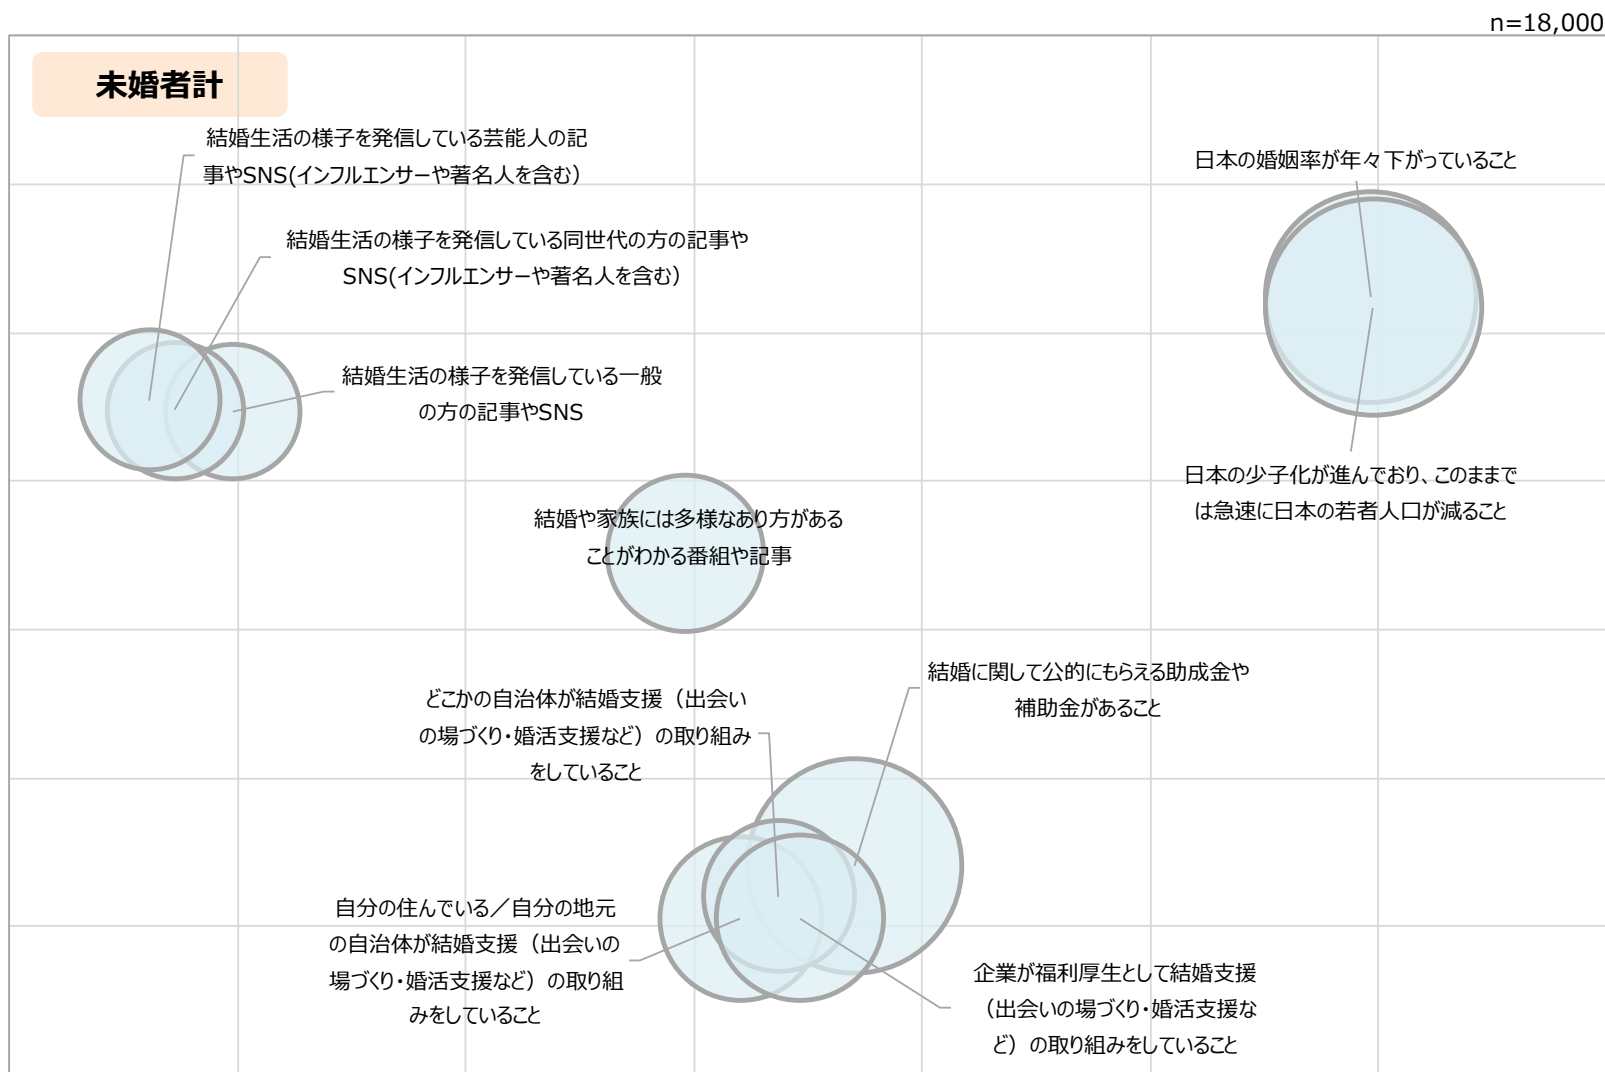 n=18,000
未婚者計
結婚生活の様子を発信している芸能人の記
事やSNS(インフルエンサーや著名人を含む）
日本の婚姻率が年々下がっていること
結婚生活の様子を発信している同世代の方の記事や
SNS(インフルエンサーや著名人を含む）
結婚生活の様子を発信している一般
の方の記事やSNS
日本の少子化が進んでおり、このままで
は急速に日本の若者人口が減ること
結婚や家族には多様なあり方がある
ことがわかる番組や記事
結婚に関して公的にもらえる助成金や
補助金があること
どこかの自治体が結婚支援（出会い
の場づくり・婚活支援など）の取り組み
をしていること
自分の住んでいる／自分の地元
の自治体が結婚支援（出会いの
場づくり・婚活支援など）の取り組
みをしていること
企業が福利厚生として結婚支援
（出会いの場づくり・婚活支援な
ど）の取り組みをしていること